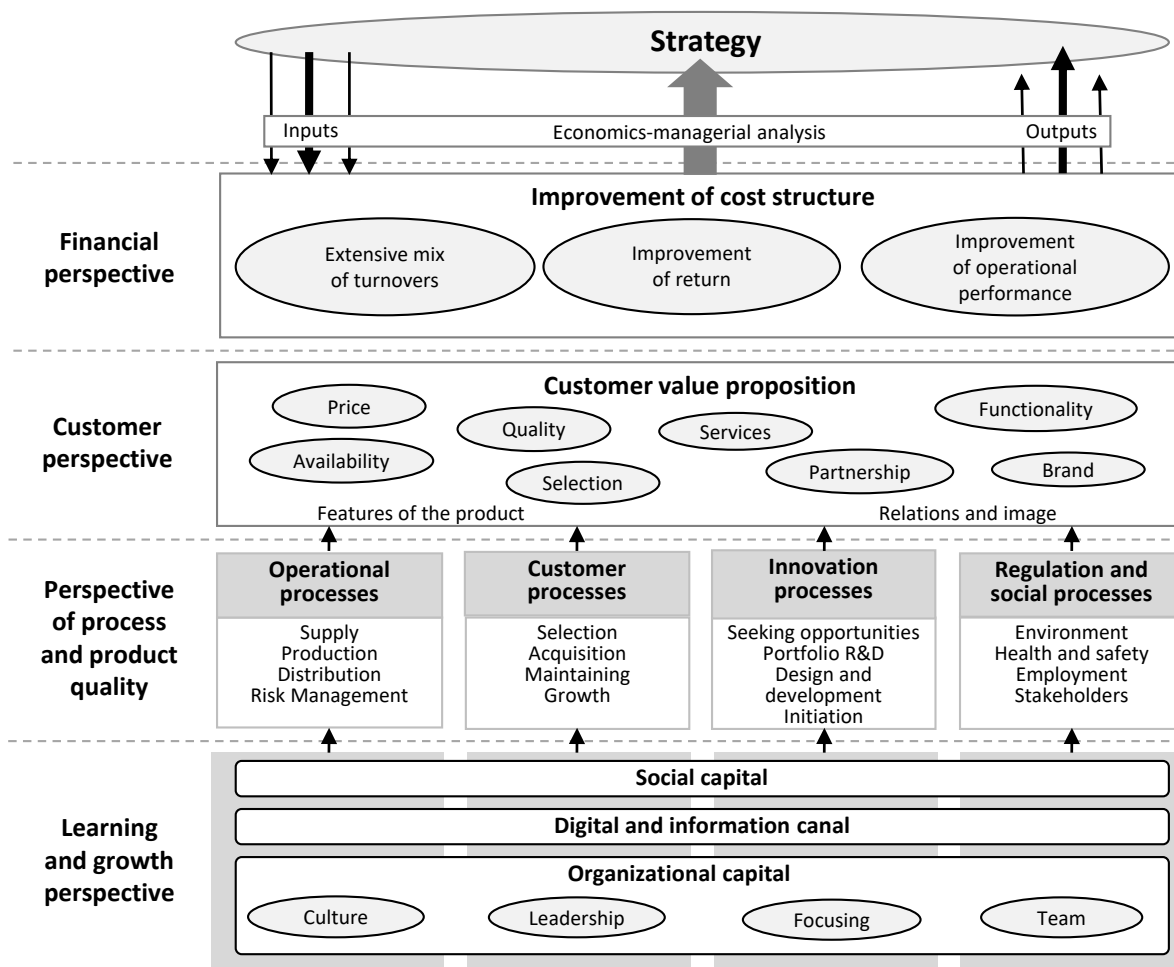 Strategy
Inputs
Economics-managerial analysis
Outputs
Financial
perspective
Improvement of cost structure
Extensive mix
of turnovers
Improvement
of return
Improvement
of operational
performance
Customer
perspective
Customer value proposition
Price
Availability
Quality
Selection
Services
Partnership
Functionality
Brand
Features of the product
Relations and image
Perspective
of process
and product
quality
Operational
processes
Supply
Production
Distribution
Risk Management
Customer
processes
Selection
Acquisition
Maintaining
Growth
Innovation
processes
Seeking opportunities
Portfolio R&D
Design and
development
Initiation
Regulation and
social processes
Environment
Health and safety
Employment
Stakeholders
Learning
and growth
perspective
Social capital
Digital and information canal
Organizational capital
Culture
Leadership
Focusing
Team